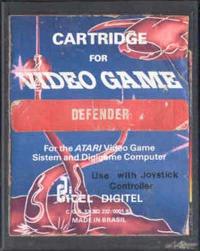 CARTRIDGE
FOR
VIDEO GAME
DEFENDER
For the ATARI Video Game
Sistem and Digigame Computer
Use with Joystick
Controller
DIGEL DIGITEL
MADE IN BRASIL